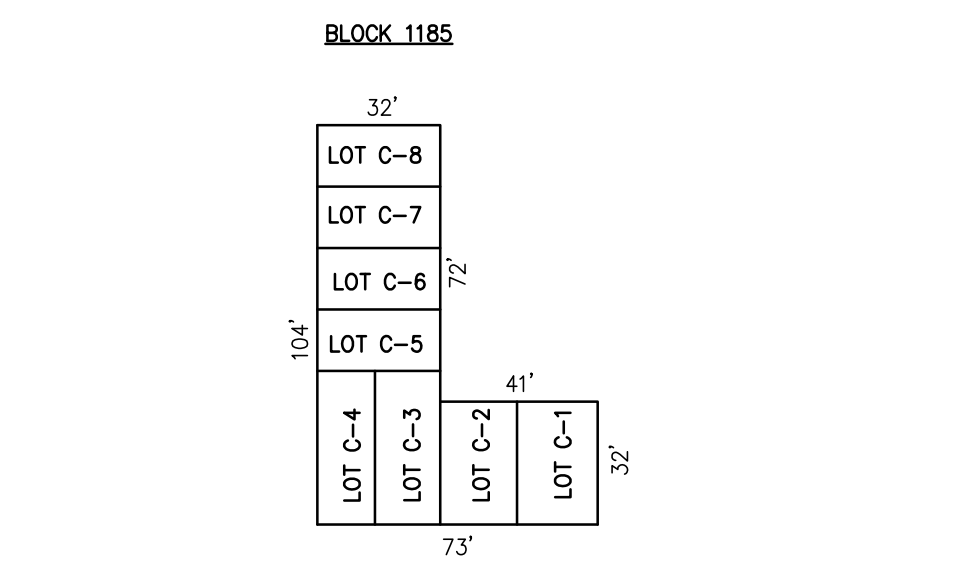 BLOCK 1185
32'
LOT C-8
LOT C-7
LOT C-6
72'
LOT C-5
104'
41'
LOT C-4
LOT C-3
LOT C-2
LOT C-1
32'
73'